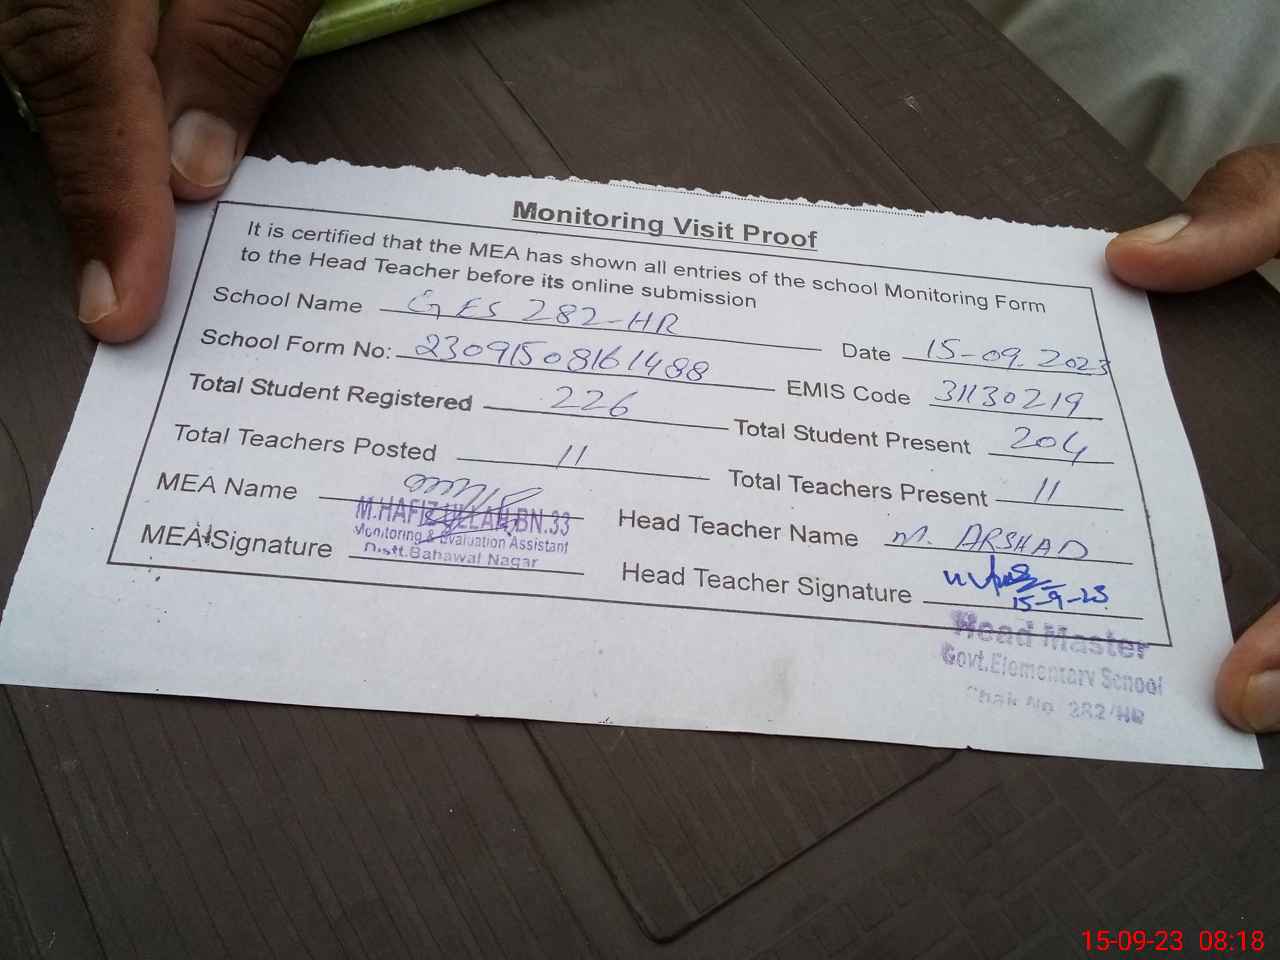 Monitoring Visit Proof
It is certified that the MEA has shown all entries of the school Monitoring Form
to the Head Teacher before its online submission
School Name GES 282-HR
Date 15-09-2023
School Form No: 23091508161488
EMIS Code 31130219
Total Student Registered 226
Total Student Present 204
Total Teachers Posted 11
Total Teachers Present 11
MEA Name
M.HAFIZ ULLAH,BN.33
Monitoring & Evaluation Assistant
Distt.Bahawal Nagar
Head Teacher Name M. ARSHAD
MEA Signature
Head Teacher Signature
15-9-23
Head Master
Govt.Elementary School
Chak No 282/HR
15-09-23 08:18